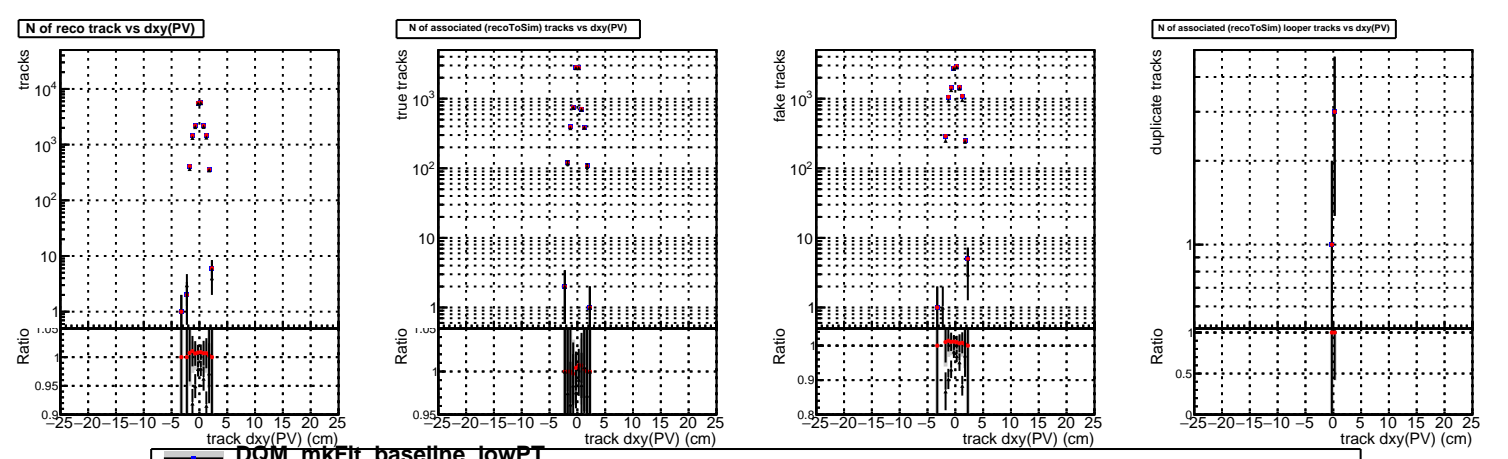 N of reco track vs dxy(PV)
N of associated (recoToSim) tracks vs dxy(PV)
N of associated (recoToSim) looper tracks vs dxy(PV)
tracks
10⁴
10³
10²
10
1
Ratio
1.05
1
0.95
0.9
−25 −20 −15 −10 −5 0 5 10 15 20 25
track dxy(PV) (cm)
true tracks
10³
10²
10
1
Ratio
1.05
1
0.95
−25 −20 −15 −10 −5 0 5 10 15 20 25
track dxy(PV) (cm)
fake tracks
10³
10²
10
1
Ratio
1
0.9
0.8
−25 −20 −15 −10 −5 0 5 10 15 20 25
track dxy(PV) (cm)
duplicate tracks
1
Ratio
1
0.5
0
−25 −20 −15 −10 −5 0 5 10 15 20 25
track dxy(PV) (cm)
DQM_mkFit_baseline_lowPT